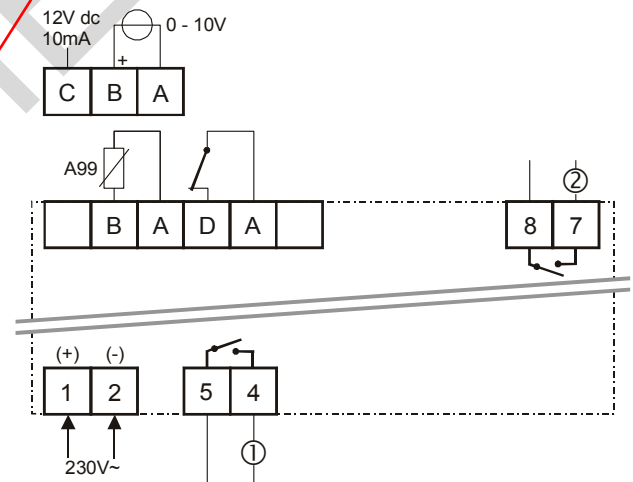 12V dc
10mA
0 - 10V
+
C B A
A99
B A D A
②
8 7
(+) (-)
1 2
5 4
①
230V~